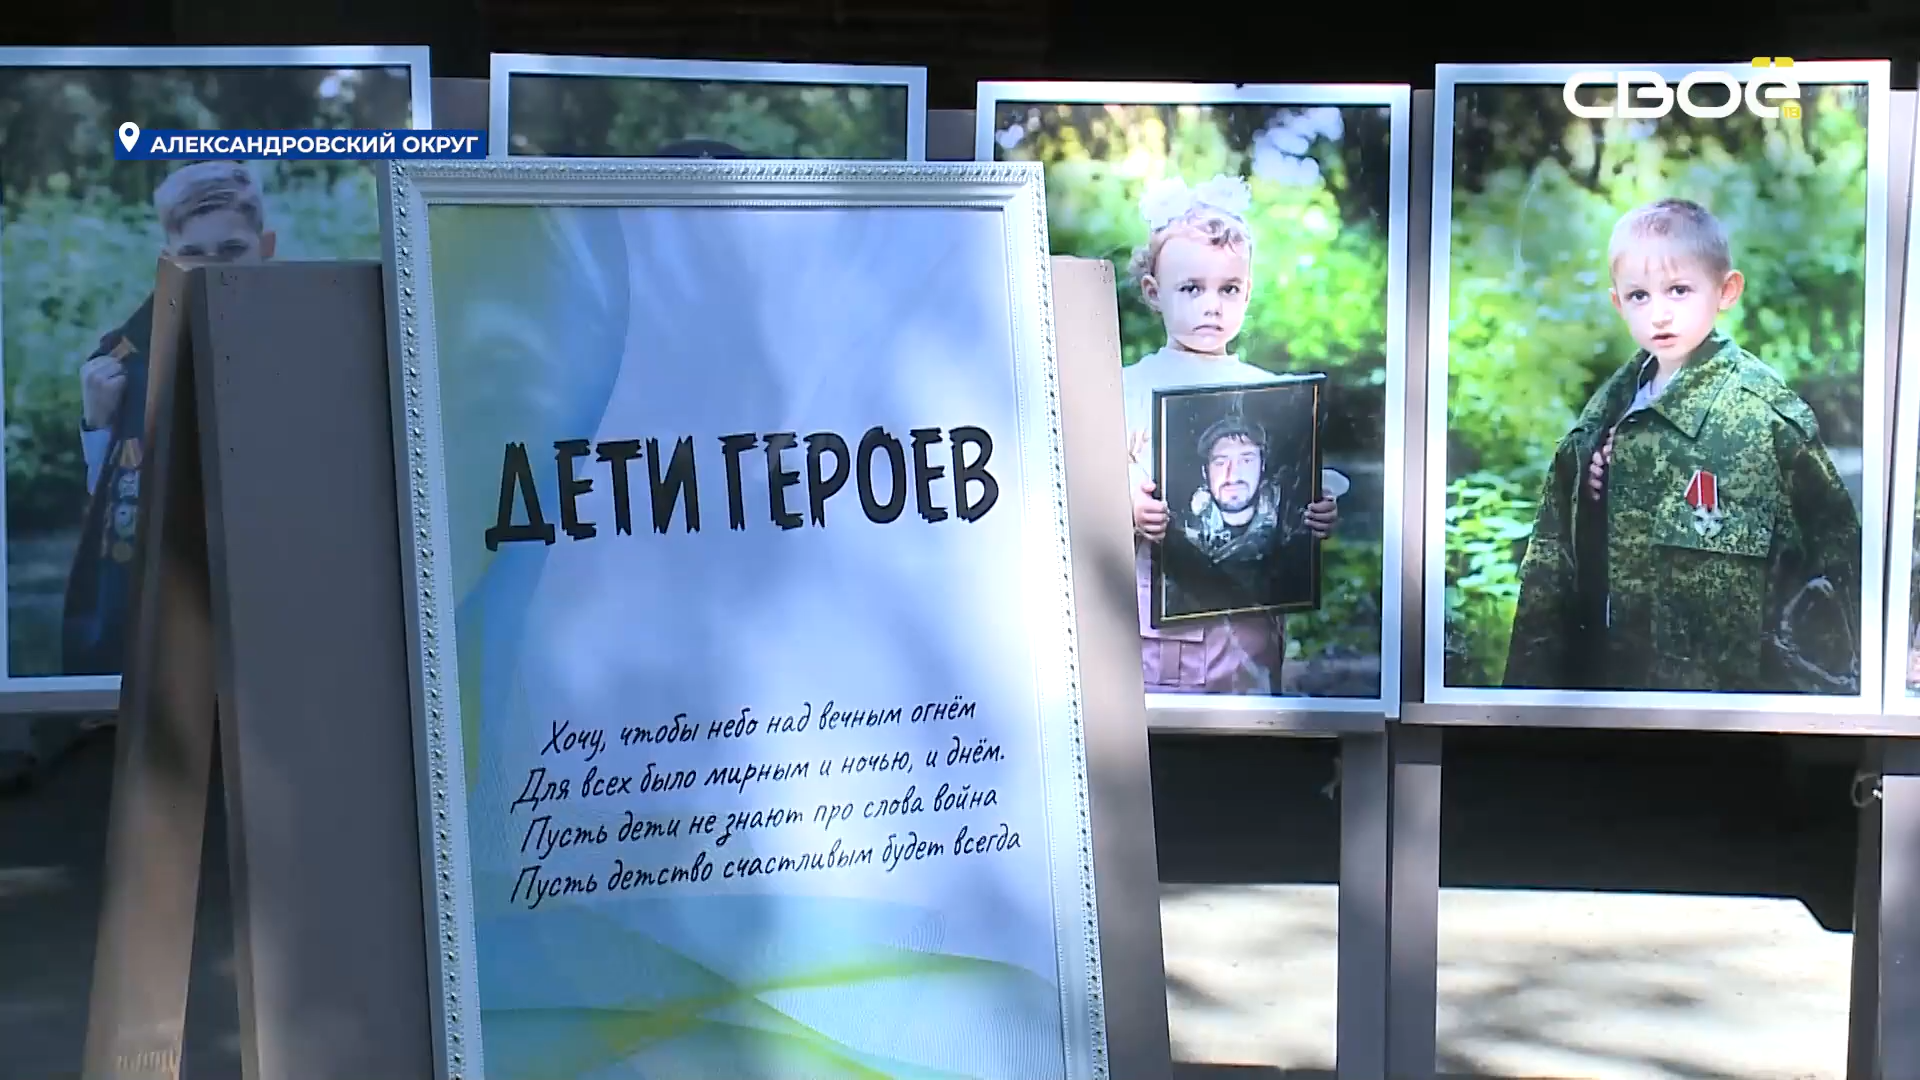 СВОЁ
АЛЕКСАНДРОВСКИЙ ОКРУГ
ДЕТИ ГЕРОЕВ
Хочу, чтобы небо над вечным огнём
Для всех было мирным и ночью, и днём.
Пусть дети не знают про слова война
Пусть детство счастливым будет всегда